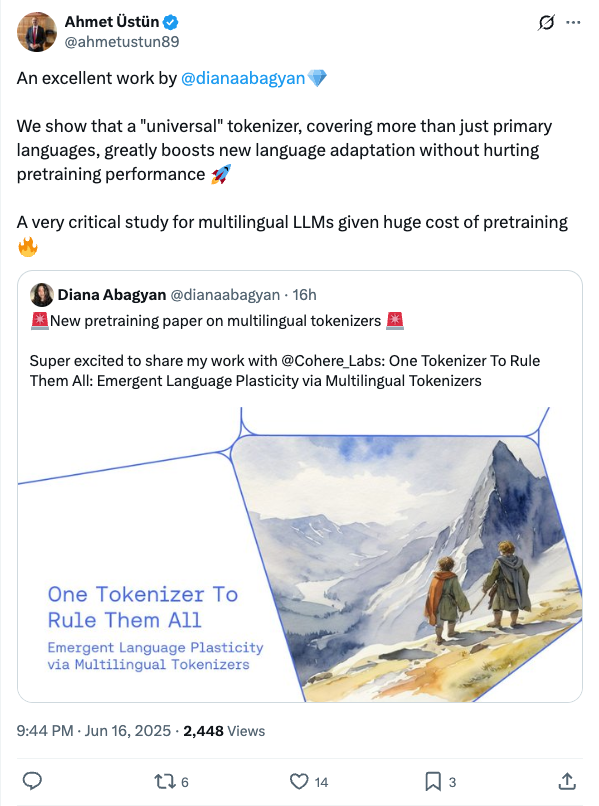 Ahmet Üstün
@ahmetustun89
An excellent work by @dianaabagyan💎
We show that a "universal" tokenizer, covering more than just primary
languages, greatly boosts new language adaptation without hurting
pretraining performance 🚀
A very critical study for multilingual LLMs given huge cost of pretraining
🔥
Diana Abagyan @dianaabagyan · 16h
🚨New pretraining paper on multilingual tokenizers 🚨
Super excited to share my work with @Cohere_Labs: One Tokenizer To Rule
Them All: Emergent Language Plasticity via Multilingual Tokenizers
One Tokenizer To
Rule Them All
Emergent Language Plasticity
via Multilingual Tokenizers
9:44 PM · Jun 16, 2025 · 2,448 Views
6
14
3